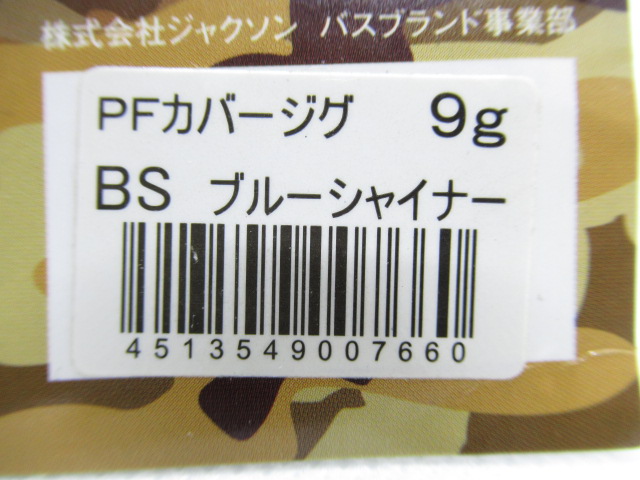 株式会社ジャクソン バスブランド事業部
PFカバージグ 9g
BS ブルーシャイナー
4513549007660